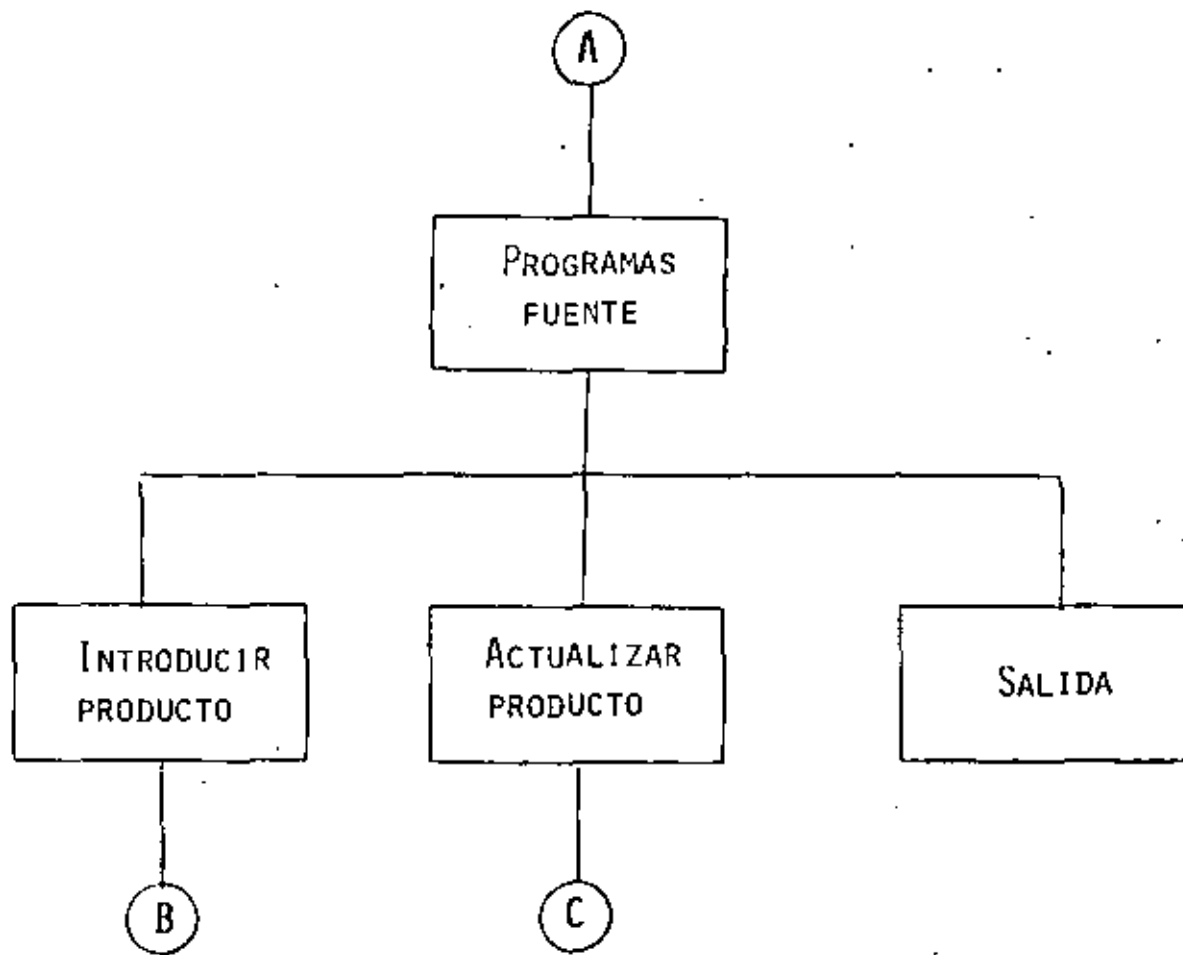 A
PROGRAMAS
FUENTE
INTRODUCIR
PRODUCTO
ACTUALIZAR
PRODUCTO
SALIDA
B
C